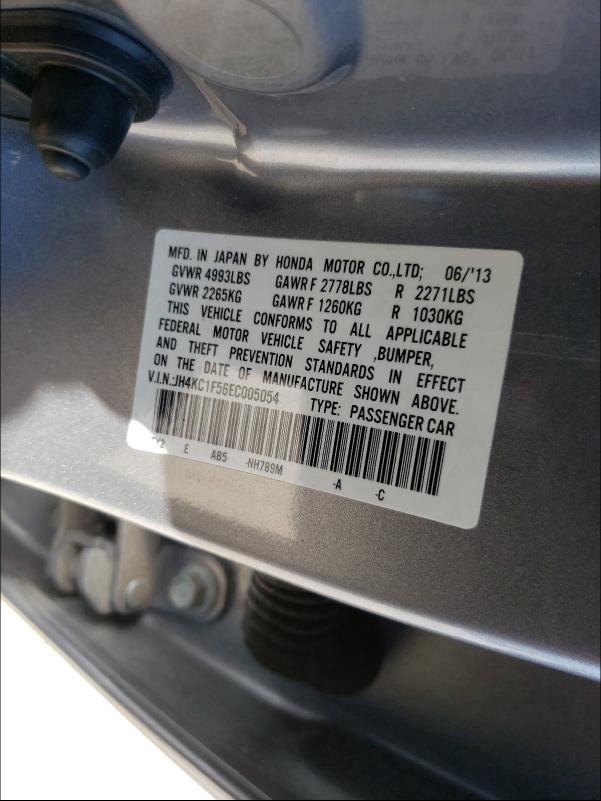 MFD. IN JAPAN BY HONDA MOTOR CO.,LTD; 06/'13
GVWR 4993LBS GAWR F 2778LBS R 2271LBS
GVWR 2265KG GAWR F 1260KG R 1030KG
THIS VEHICLE CONFORMS TO ALL APPLICABLE
FEDERAL MOTOR VEHICLE SAFETY ,BUMPER,
AND THEFT PREVENTION STANDARDS IN EFFECT
ON THE DATE OF MANUFACTURE SHOWN ABOVE.
V.I.N.:JH4KC1F56EC005054 TYPE: PASSENGER CAR
TY2 E AB5 -NH789M -A -C